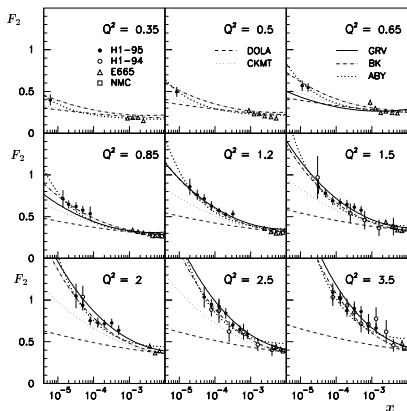 F₂
Q² = 0.35
Q² = 0.5
Q² = 0.65
1.5
H1-95
H1-94
E665
NMC
DOLA
CKMT
GRV
BK
ABY
1
0.5
0
F₂
Q² = 0.85
Q² = 1.2
Q² = 1.5
1
0.5
0
F₂
Q² = 2
Q² = 2.5
Q² = 3.5
1
0.5
0
10⁻⁵ 10⁻⁴ 10⁻³ 10⁻⁵ 10⁻⁴ 10⁻³ 10⁻⁵ 10⁻⁴ 10⁻³
x